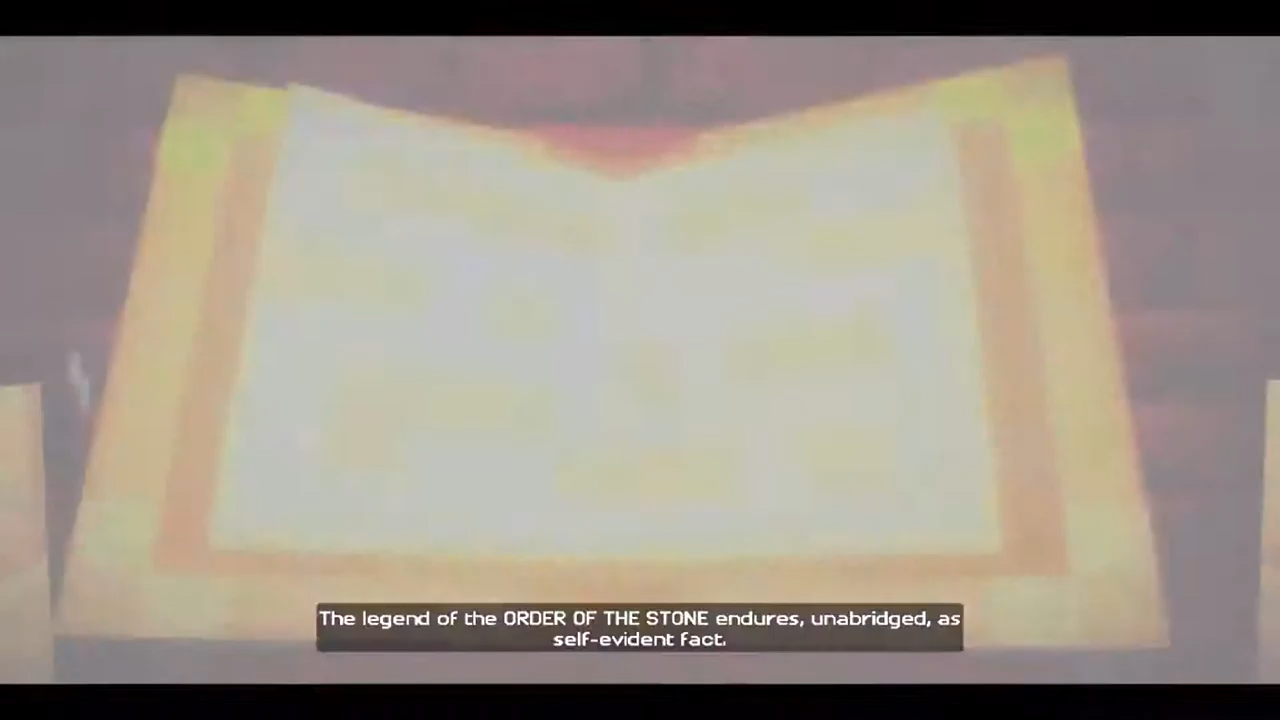 The legend of the ORDER OF THE STONE endures, unabridged, as
self-evident fact.